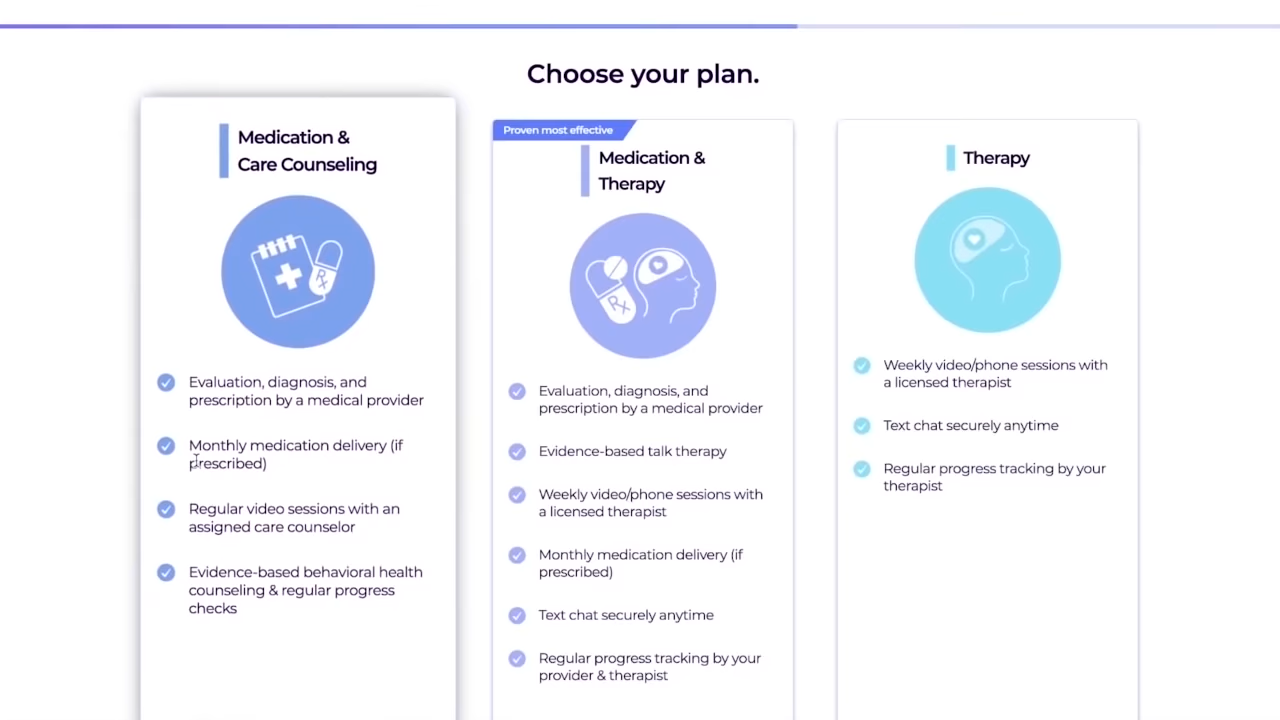 Choose your plan.
Medication &
Care Counseling
Rx
Evaluation, diagnosis, and
prescription by a medical provider
Monthly medication delivery (if
prescribed)
Regular video sessions with an
assigned care counselor
Evidence-based behavioral health
counseling & regular progress
checks
Proven most effective
Medication &
Therapy
Rx
Evaluation, diagnosis, and
prescription by a medical provider
Evidence-based talk therapy
Weekly video/phone sessions with
a licensed therapist
Monthly medication delivery (if
prescribed)
Text chat securely anytime
Regular progress tracking by your
provider & therapist
Therapy
Weekly video/phone sessions with
a licensed therapist
Text chat securely anytime
Regular progress tracking by your
therapist